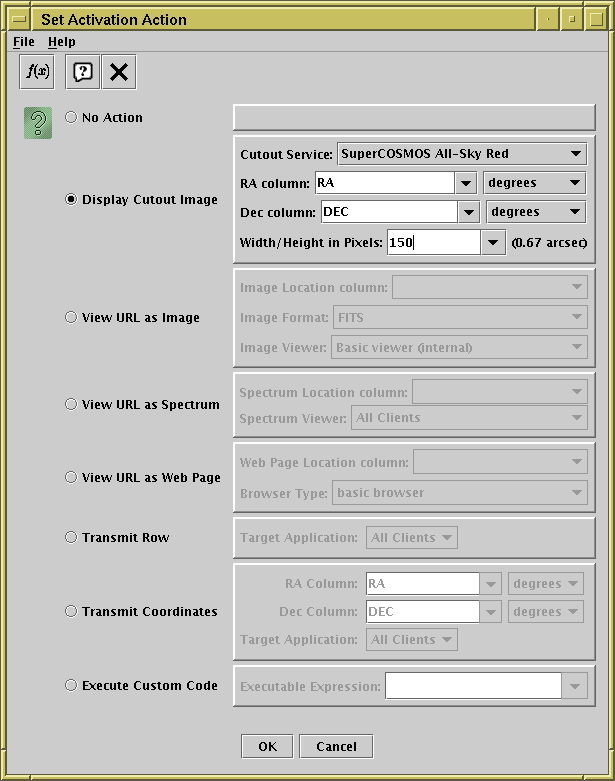 Set Activation Action
File Help
f(x) ?
?
No Action
Display Cutout Image
Cutout Service: SuperCOSMOS All-Sky Red
RA column: RA degrees
Dec column: DEC degrees
Width/Height in Pixels: 150 (0.67 arcsec)
View URL as Image
Image Location column:
Image Format: FITS
Image Viewer: Basic viewer (internal)
View URL as Spectrum
Spectrum Location column:
Spectrum Viewer: All Clients
View URL as Web Page
Web Page Location column:
Browser Type: basic browser
Transmit Row
Target Application: All Clients
Transmit Coordinates
RA Column: RA degrees
Dec Column: DEC degrees
Target Application: All Clients
Execute Custom Code
Executable Expression:
OK Cancel